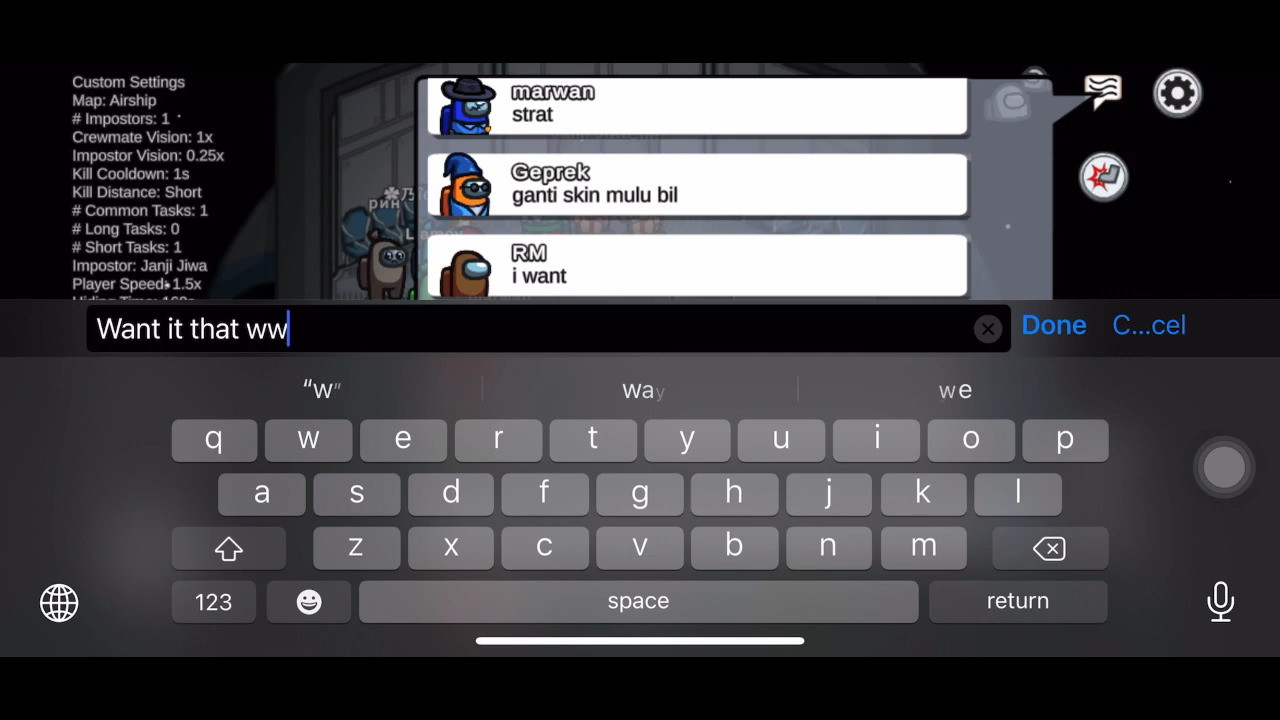 Custom Settings
Map: Airship
# Impostors: 1
Crewmate Vision: 1x
Impostor Vision: 0.25x
Kill Cooldown: 1s
Kill Distance: Short
# Common Tasks: 1
# Long Tasks: 0
# Short Tasks: 1
Impostor: Janji Jiwa
Player Speed: 1.5x
marwan
strat
Geprek
ganti skin mulu bil
RM
i want
Want it that ww
Done C...cel
“w” way we
q w e r t y u i o p
a s d f g h j k l
z x c v b n m
123 space return